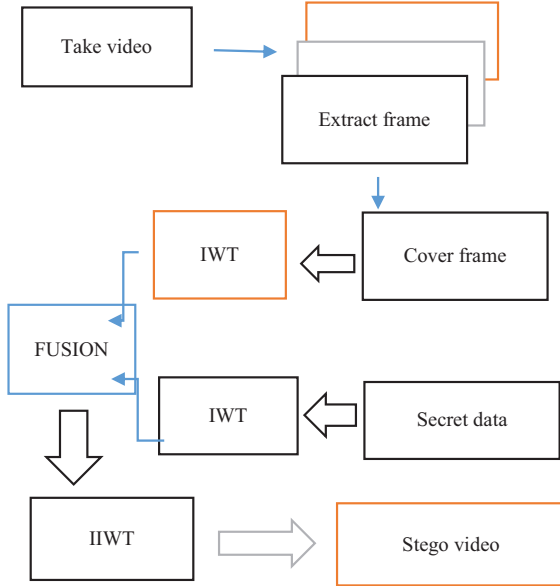 Take video
Extract frame
IWT
Cover frame
FUSION
IWT
Secret data
IIWT
Stego video